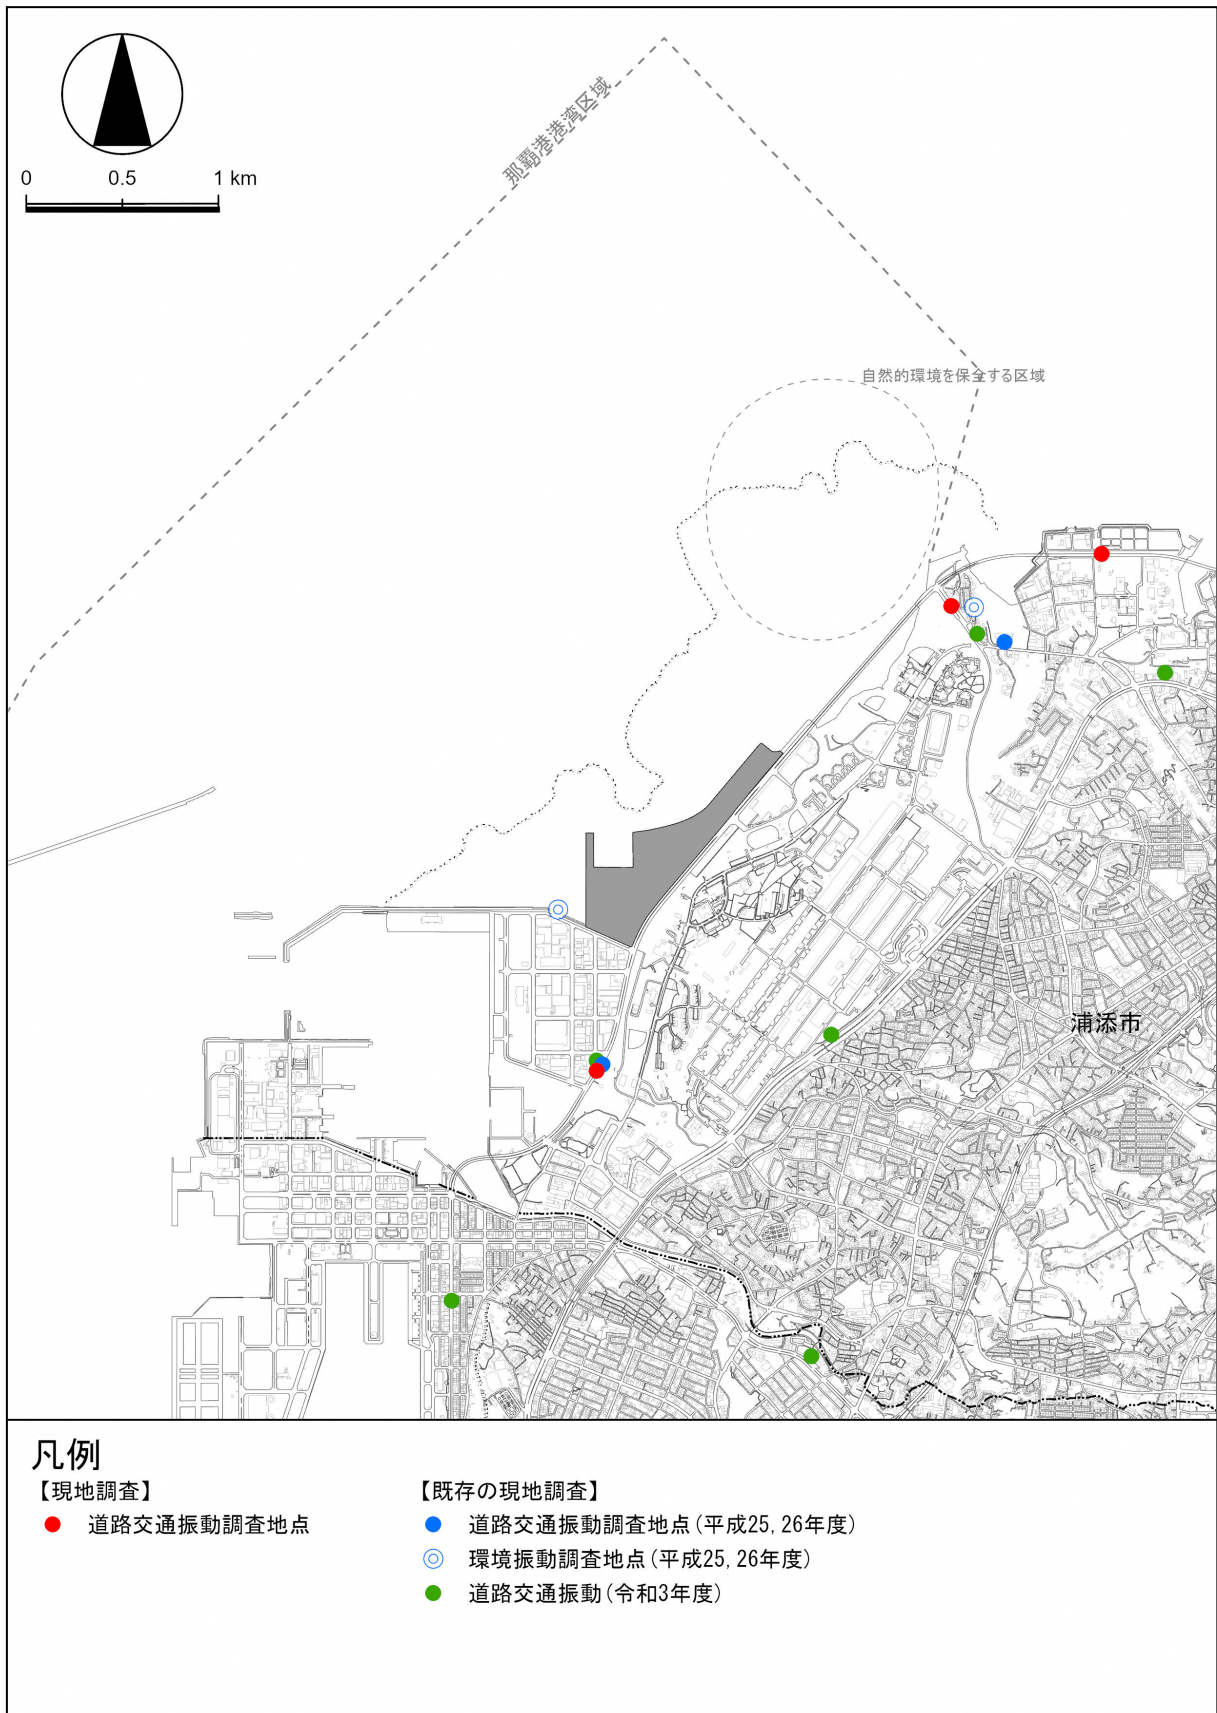 0 0.5 1 km
那覇港港湾区域
自然的環境を保全する区域
浦添市
凡例
【現地調査】
道路交通振動調査地点
【既存の現地調査】
道路交通振動調査地点(平成25,26年度)
環境振動調査地点(平成25,26年度)
道路交通振動(令和3年度)